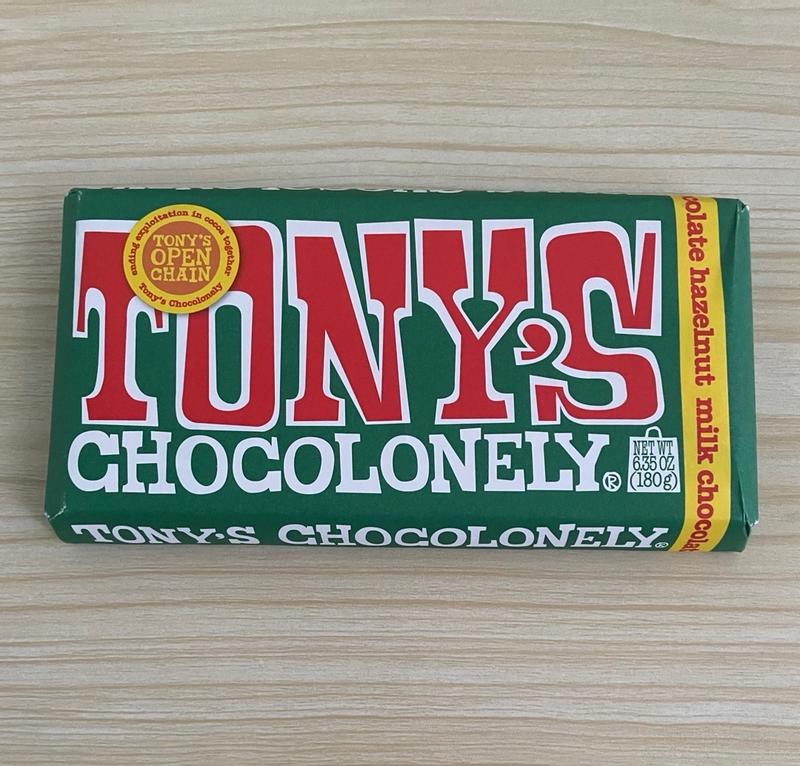 ending exploitation in cocoa together
TONY'S
OPEN
CHAIN
Tony's Chocolonely
TONY'S
CHOCOLONELY®
NET WT
6.35 OZ
(180g)
TONY'S CHOCOLONELY®
colate hazelnut milk chocolat